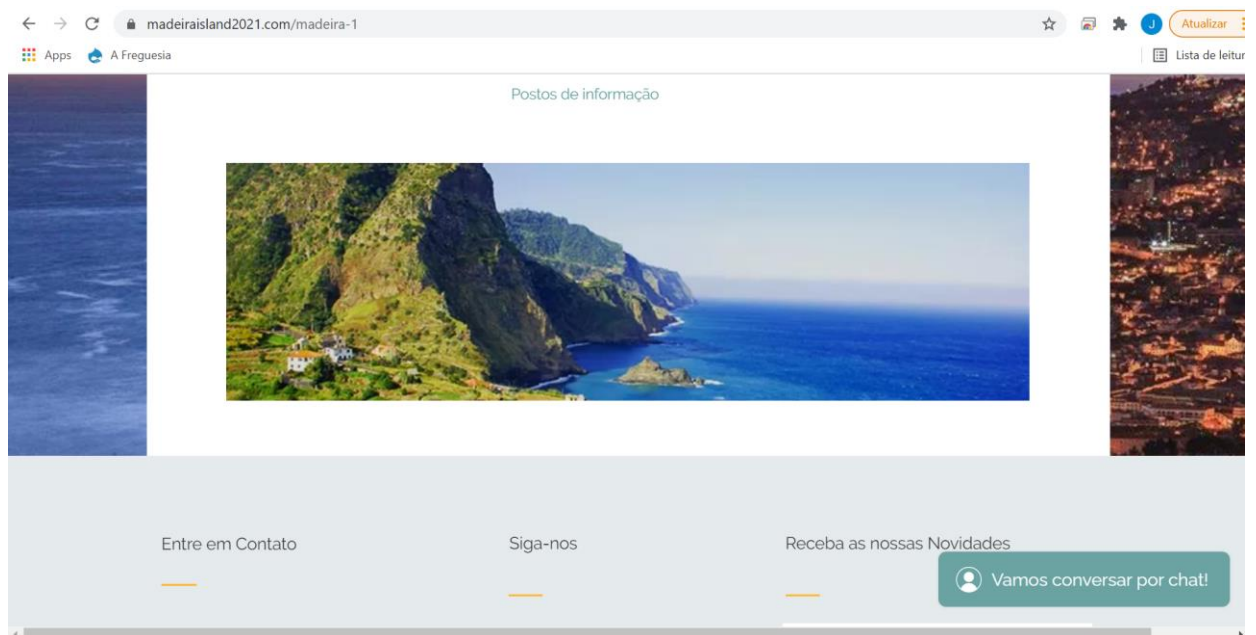 madeiraisland2021.com/madeira-1
J
Atualizar
Apps
A Freguesia
Lista de leitur
Postos de informação
Entre em Contato
Siga-nos
Receba as nossas Novidades
Vamos conversar por chat!